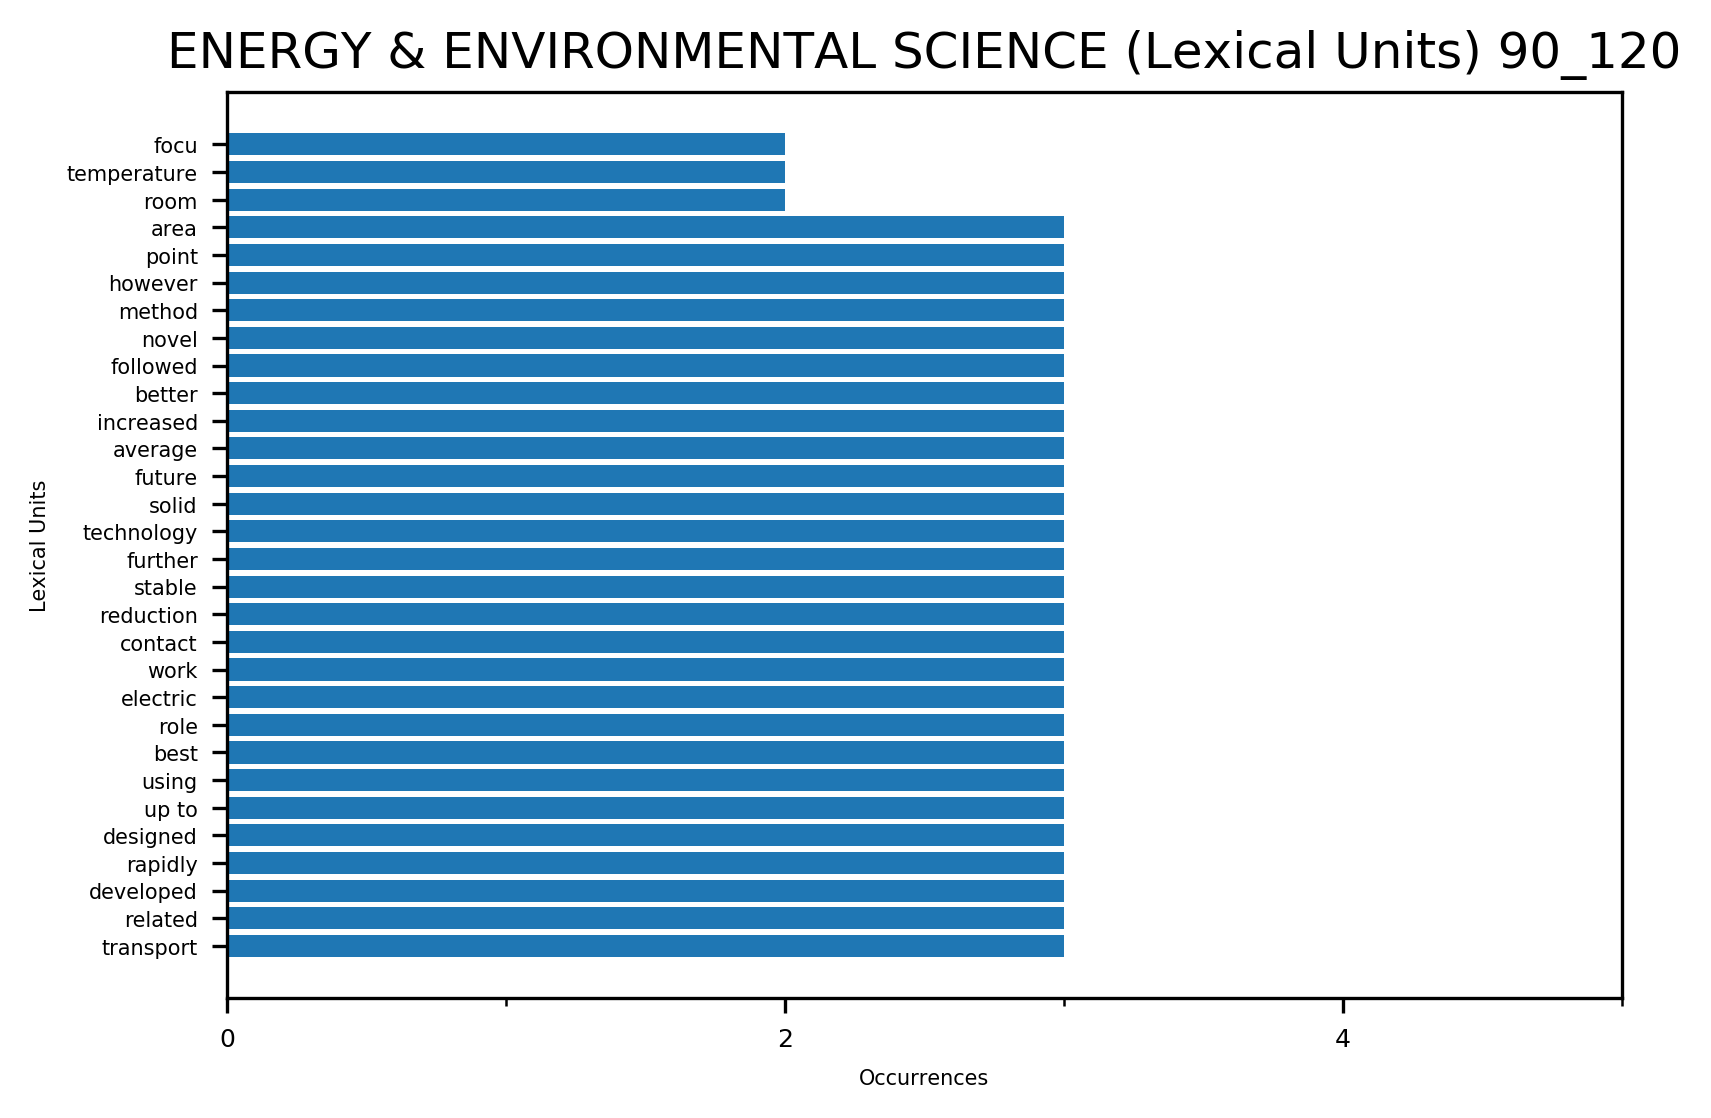 ENERGY & ENVIRONMENTAL SCIENCE (Lexical Units) 90_120
focu
temperature
room
area
point
however
method
novel
followed
better
increased
average
future
solid
technology
further
stable
reduction
contact
work
electric
role
best
using
up to
designed
rapidly
developed
related
transport
Lexical Units
0 2 4
Occurrences